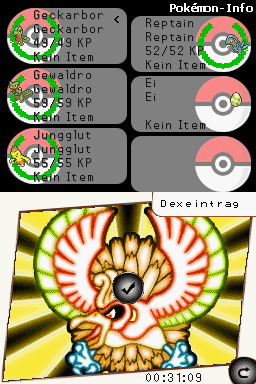 Pokémon-Info
Geckarbor <
Geckarbor
49/49 KP
Kein Item
Reptain
Reptain
52/52 KP
Kein Item
Gewaldro
Gewaldro
59/59 KP
Kein Item
Ei
Ei
Kein Item
Jungglut
Jungglut
55/55 KP
Kein Item
Dexeintrag
00:31:09